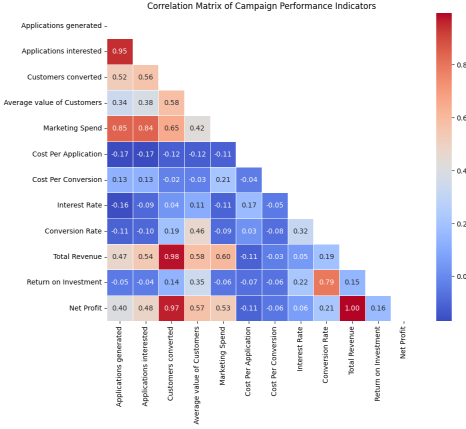 Correlation Matrix of Campaign Performance Indicators
Applications generated
Applications interested 0.95
Customers converted 0.52 0.56
Average value of Customers 0.34 0.38 0.58
Marketing Spend 0.85 0.84 0.65 0.42
Cost Per Application -0.17 -0.17 -0.12 -0.12 -0.11
Cost Per Conversion 0.13 0.13 -0.02 -0.03 0.21 -0.04
Interest Rate -0.16 -0.09 0.04 0.11 -0.11 0.17 -0.05
Conversion Rate -0.11 -0.10 0.19 0.46 -0.09 0.03 -0.08 0.32
Total Revenue 0.47 0.54 0.98 0.58 0.60 -0.11 -0.03 0.05 0.19
Return on Investment -0.05 -0.04 0.14 0.35 -0.06 -0.07 -0.06 0.22 0.79 0.15
Net Profit 0.40 0.48 0.97 0.57 0.53 -0.11 -0.06 0.06 0.21 1.00 0.16
Applications generated
Applications interested
Customers converted
Average value of Customers
Marketing Spend
Cost Per Application
Cost Per Conversion
Interest Rate
Conversion Rate
Total Revenue
Return on Investment
Net Profit
0.8
0.6
0.4
0.2
0.0